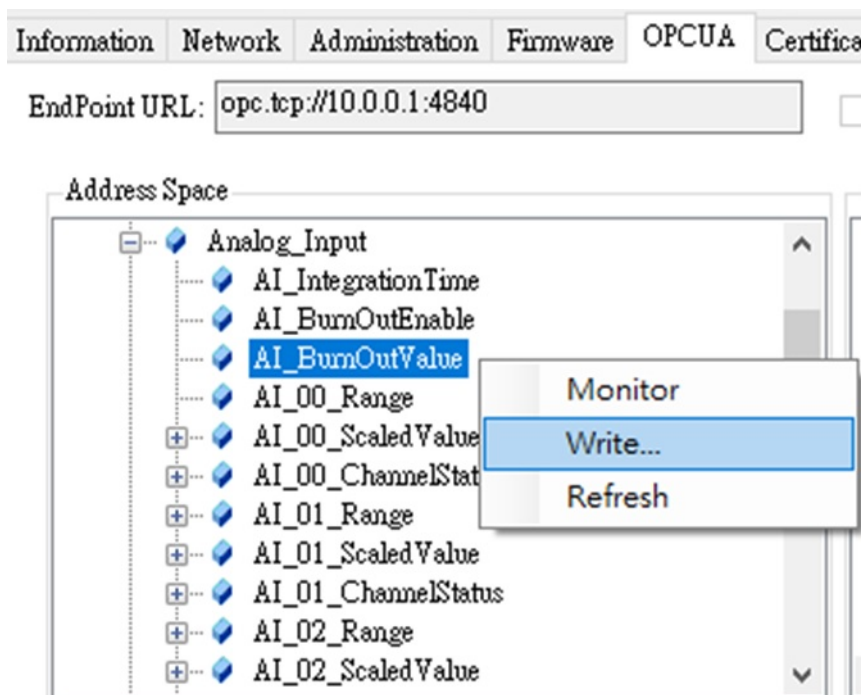 Information Network Administration Firmware OPCUA Certifica
EndPoint URL: opc.tcp://10.0.0.1:4840
Address Space
Analog_Input
AI_IntegrationTime
AI_BurnOutEnable
AI_BurnOutValue
AI_00_Range
AI_00_ScaledValue
AI_00_ChannelStat
AI_01_Range
AI_01_ScaledValue
AI_01_ChannelStatus
AI_02_Range
AI_02_ScaledValue
Monitor
Write...
Refresh